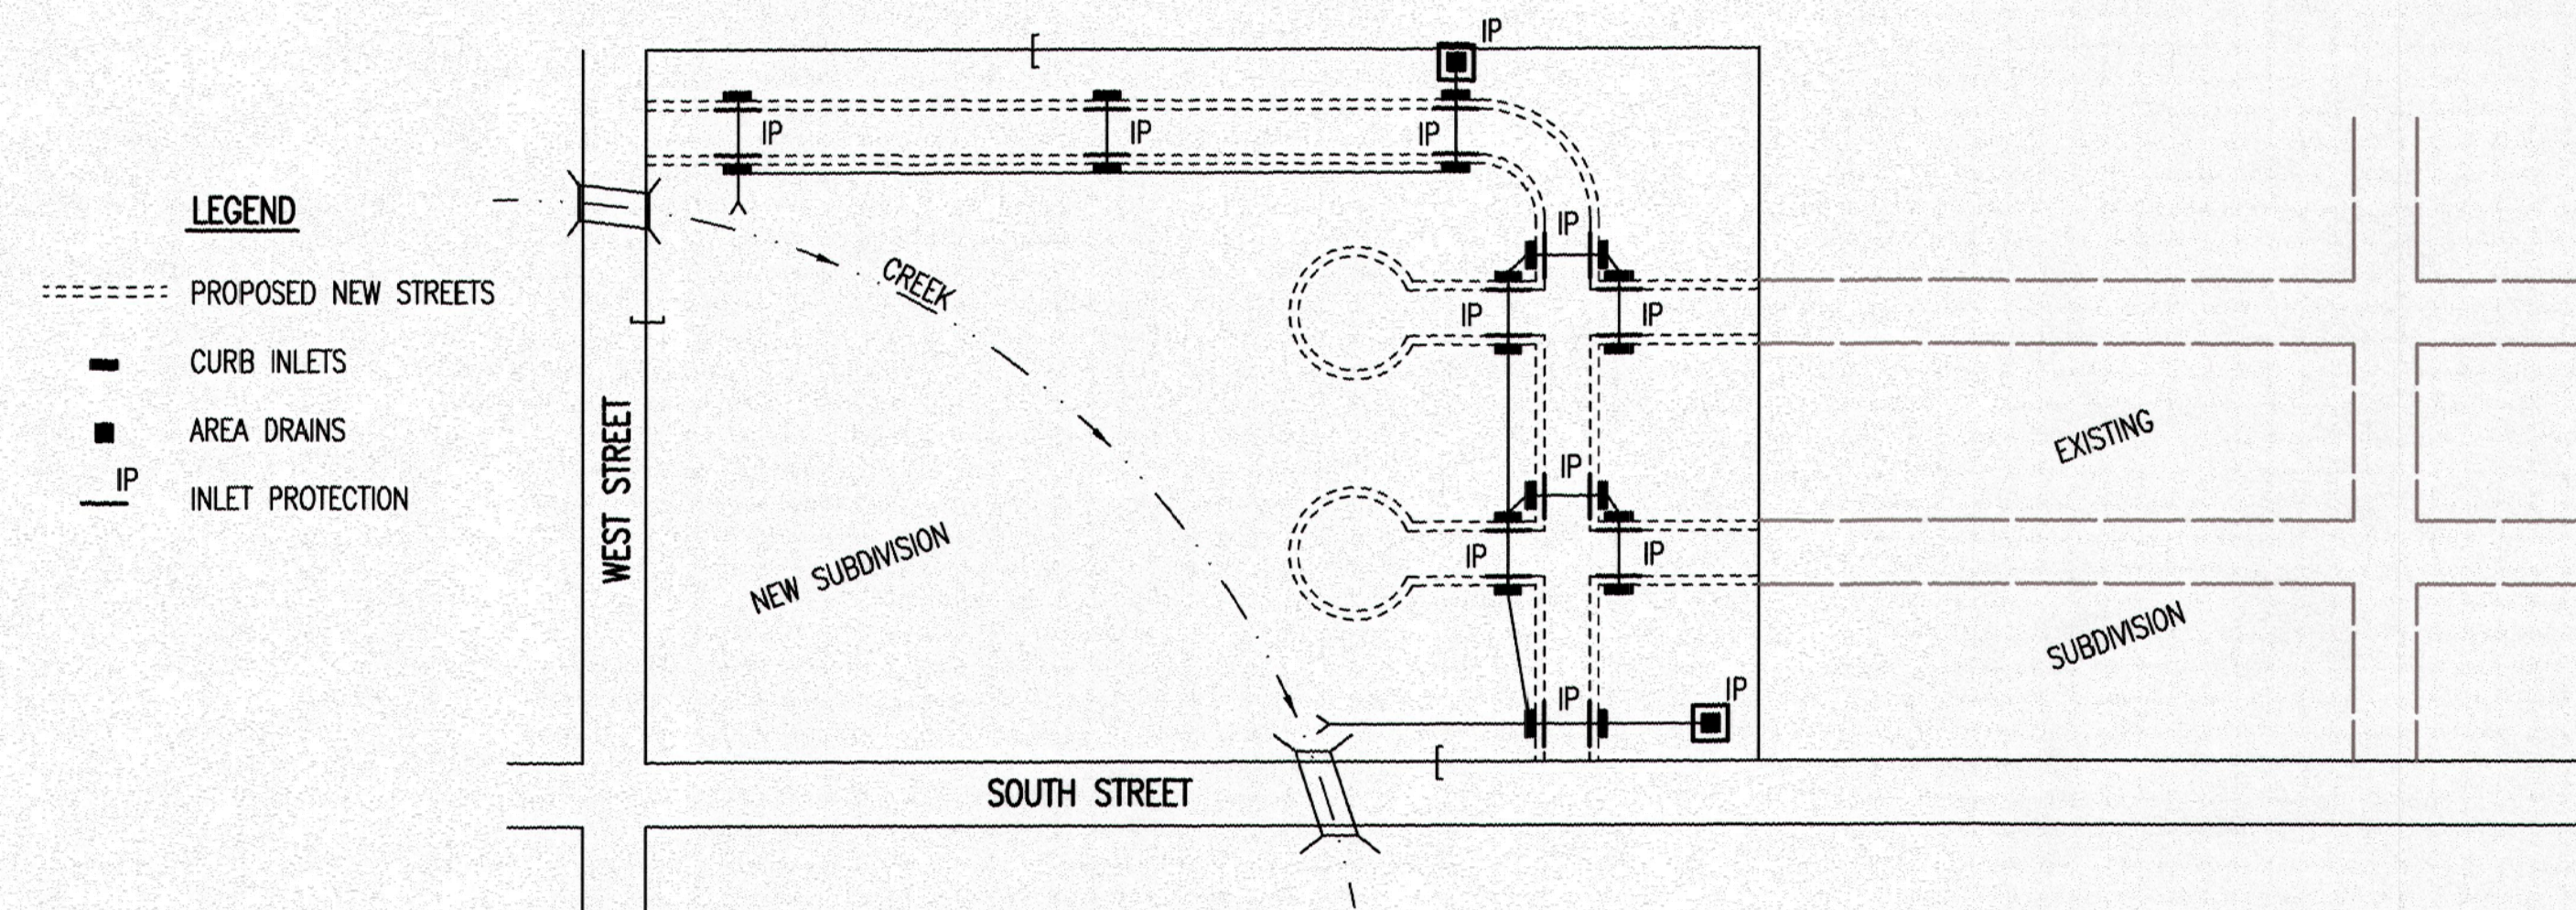 IP
IP
IP
IP
LEGEND
PROPOSED NEW STREETS
CURB INLETS
AREA DRAINS
IP
INLET PROTECTION
WEST STREET
CREEK
NEW SUBDIVISION
IP
IP
IP
IP
IP
IP
IP
IP
SOUTH STREET
EXISTING
SUBDIVISION